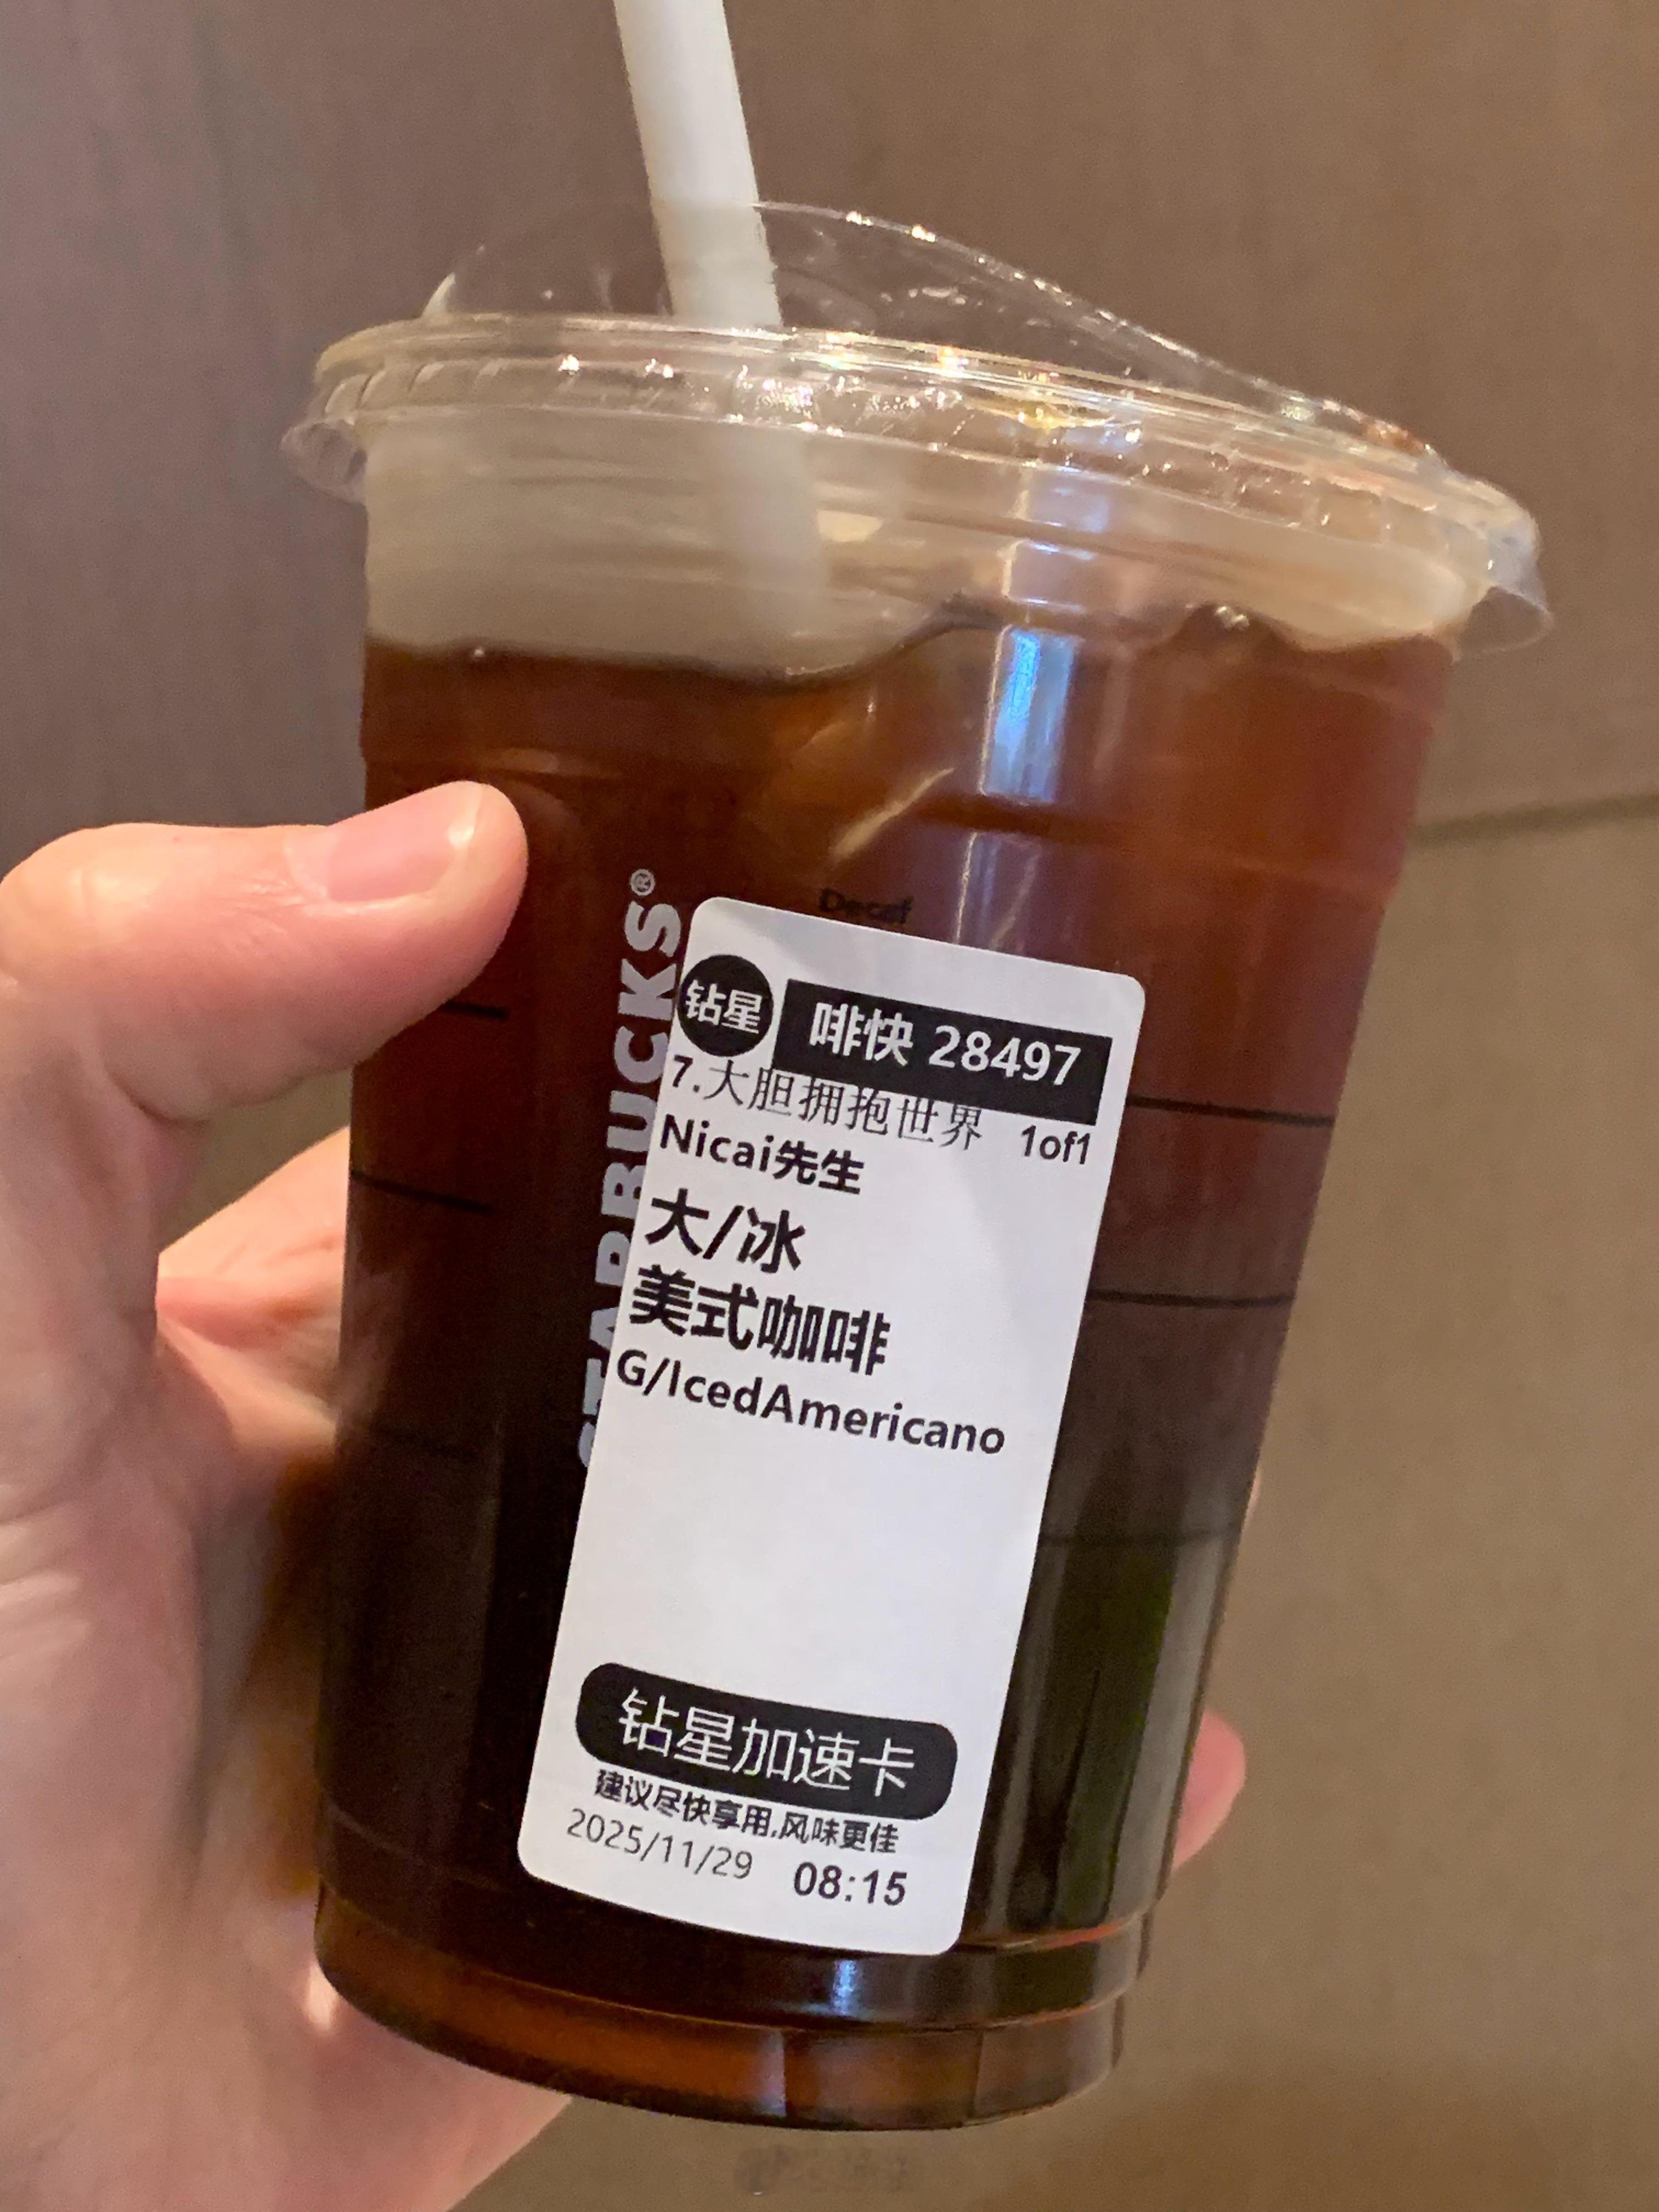 STARBUCKS®
Decaf
钻星
啡快 28497
7.大胆拥抱世界 1of1
Nicai先生
大/冰
美式咖啡
G/IcedAmericano
钻星加速卡
建议尽快享用,风味更佳
2025/11/29 08:15